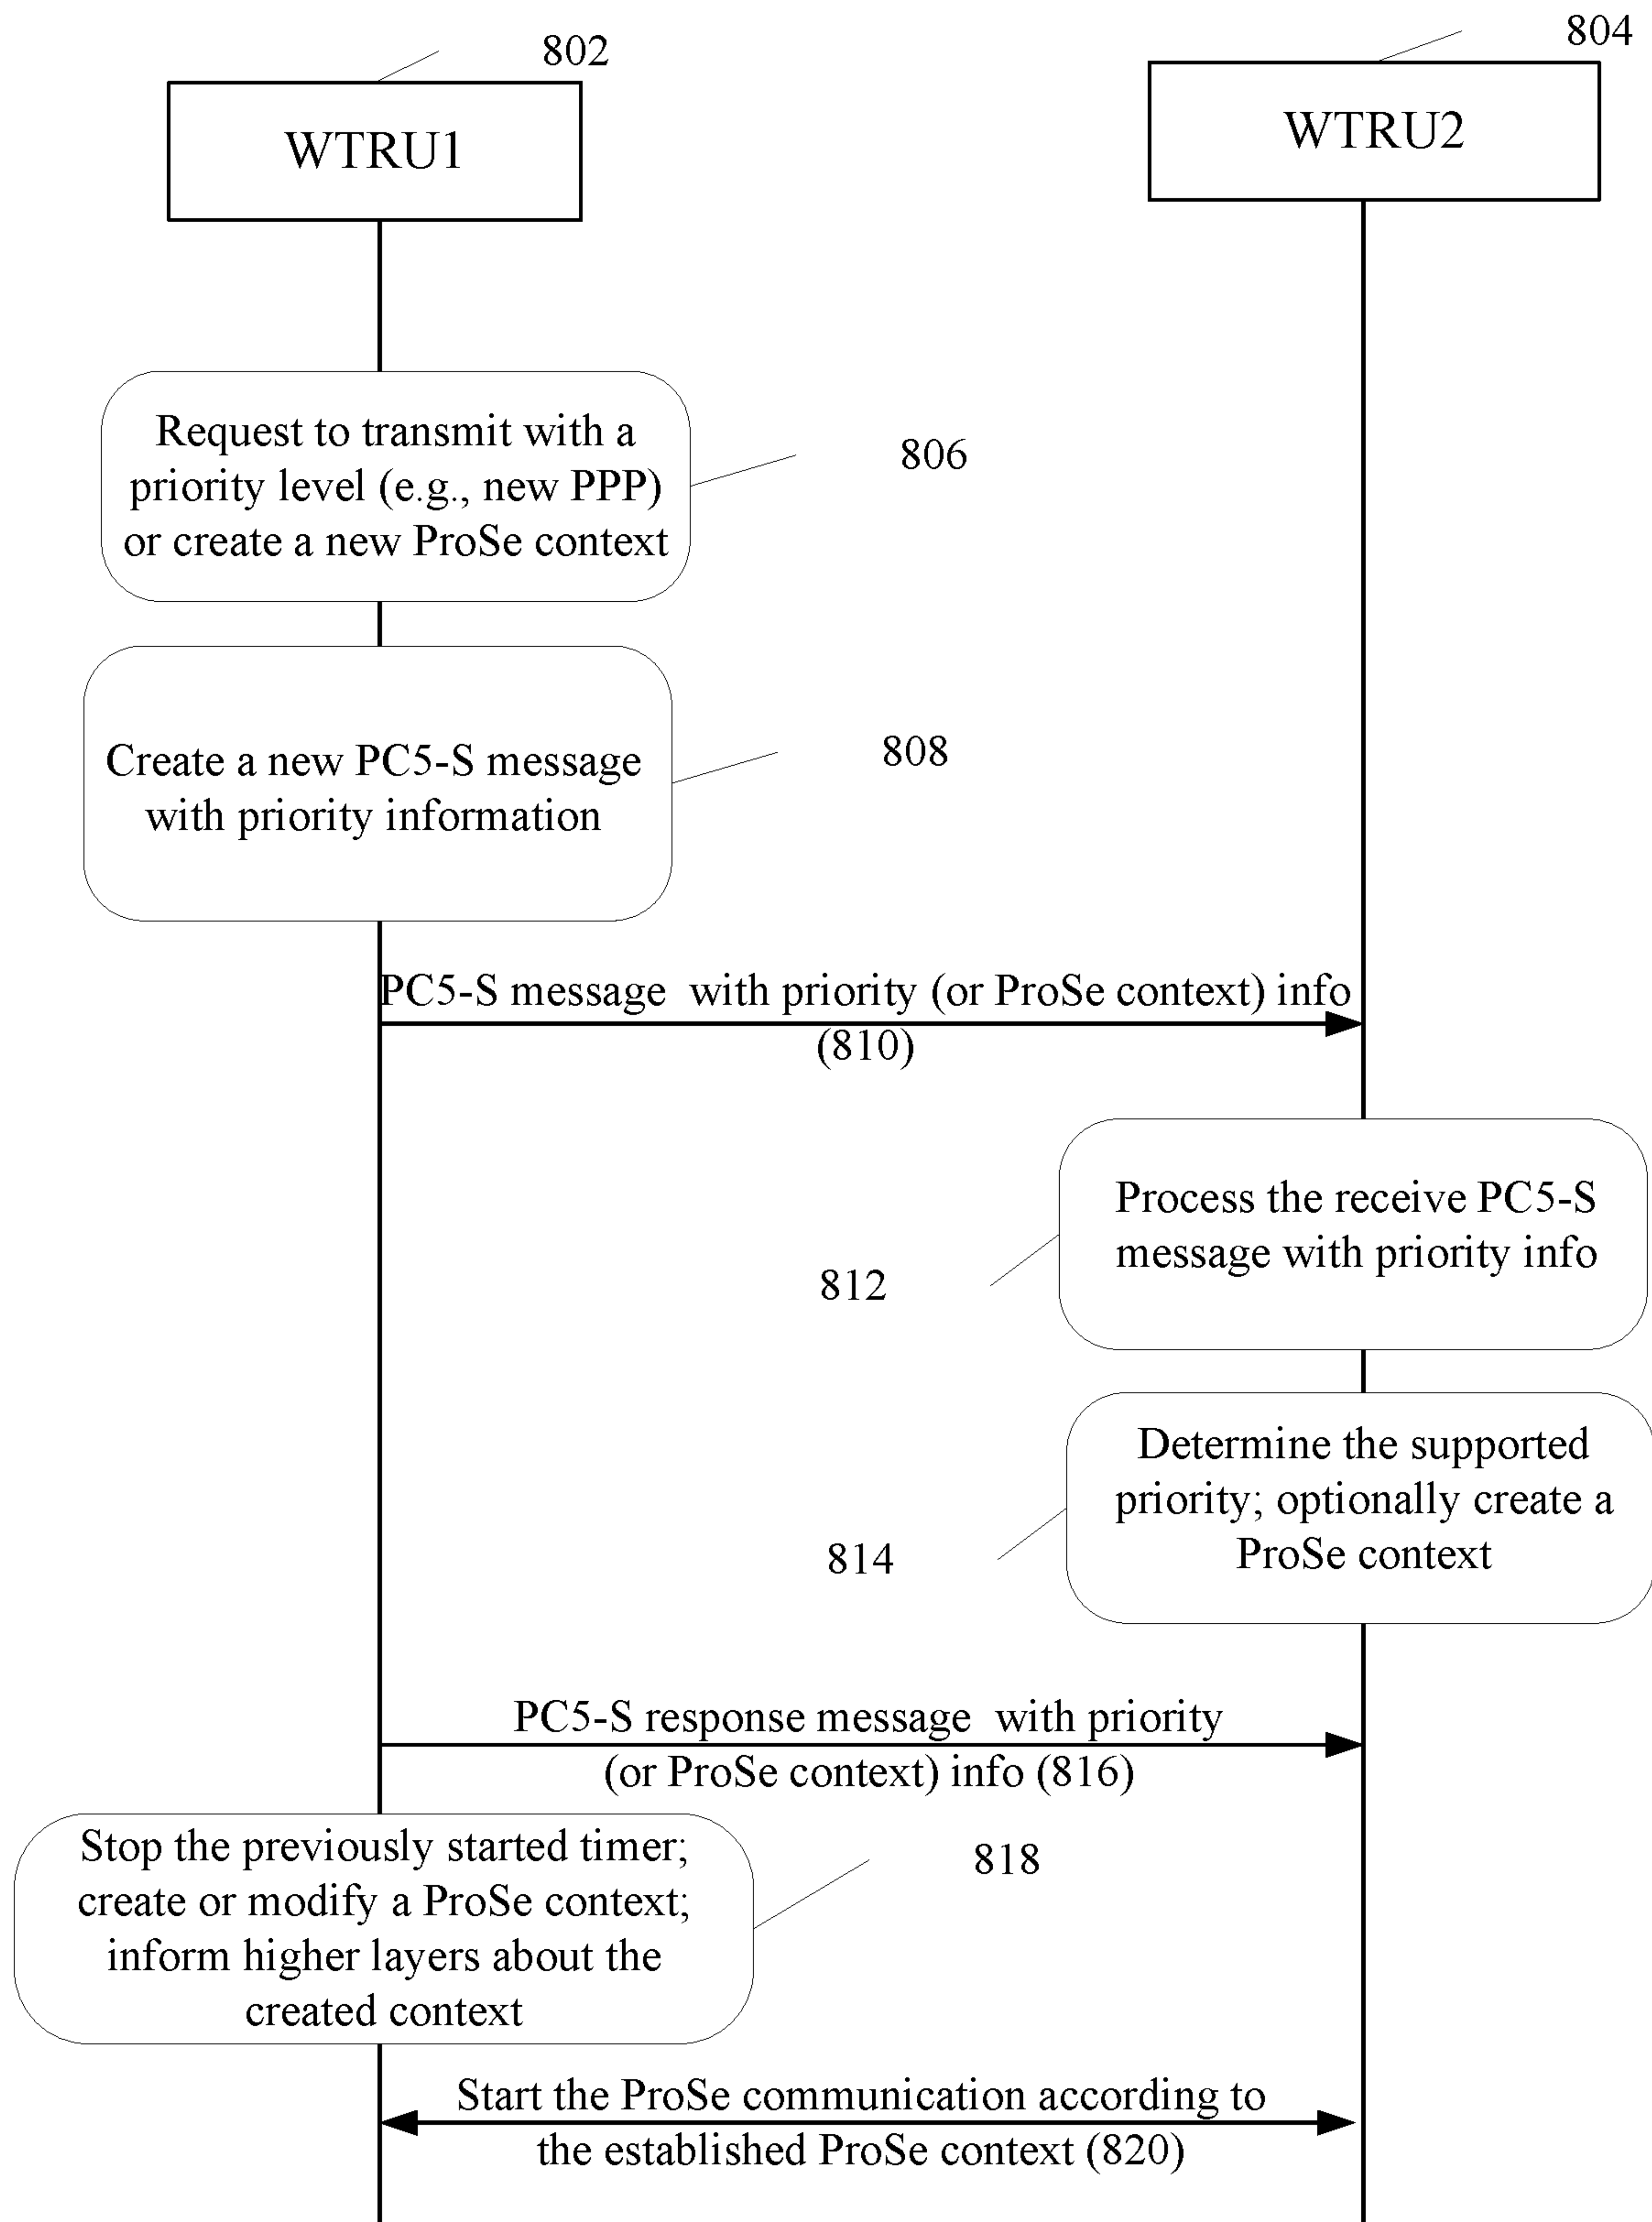 802
804
WTRU1
WTRU2
Request to transmit with a
priority level (e.g., new PPP)
or create a new ProSe context
806
Create a new PC5-S message
with priority information
808
PC5-S message with priority (or ProSe context) info
(810)
Process the receive PC5-S
message with priority info
812
Determine the supported
priority; optionally create a
ProSe context
814
PC5-S response message with priority
(or ProSe context) info (816)
Stop the previously started timer;
create or modify a ProSe context;
inform higher layers about the
created context
818
Start the ProSe communication according to
the established ProSe context (820)